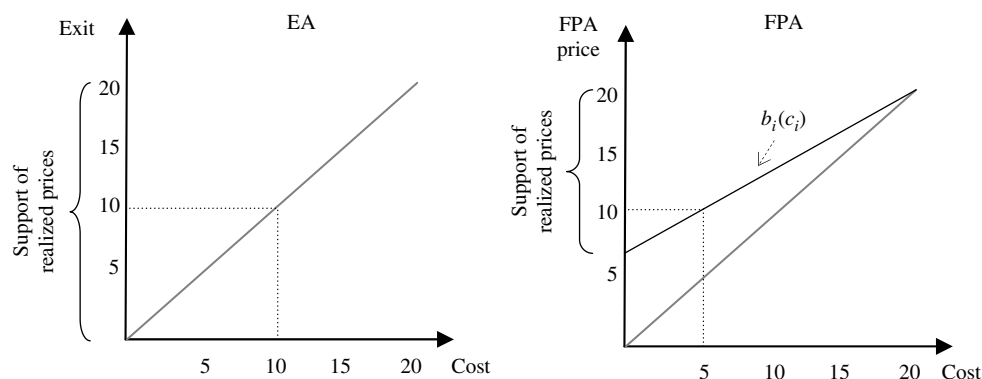 Exit
EA
20
15
10
5
Support of
realized prices
5
10
15
20
Cost
FPA
price
FPA
20
15
10
5
Support of
realized prices
b_i(c_i)
5
10
15
20
Cost